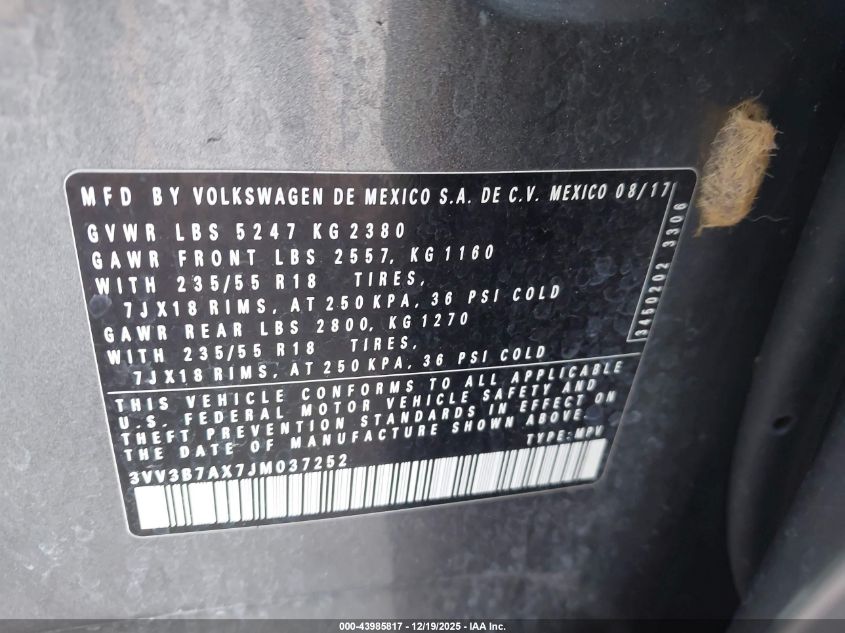 MFD BY VOLKSWAGEN DE MEXICO S.A. DE C.V. MEXICO 08/17
GVWR LBS 5247 KG 2380
GAWR FRONT LBS 2557, KG 1160
WITH 235/55 R18 TIRES,
7JX18 RIMS, AT 250 KPA, 36 PSI COLD
GAWR REAR LBS 2800, KG 1270
WITH 235/55 R18 TIRES,
7JX18 RIMS, AT 250 KPA, 36 PSI COLD
3450202 3306
THIS VEHICLE CONFORMS TO ALL APPLICABLE
U.S. FEDERAL MOTOR VEHICLE SAFETY AND
THEFT PREVENTION STANDARDS IN EFFECT ON
THE DATE OF MANUFACTURE SHOWN ABOVE.
TYPE: MPV
3VV3B7AX7JM037252
000-43985817 - 12/19/2025 - IAA Inc.